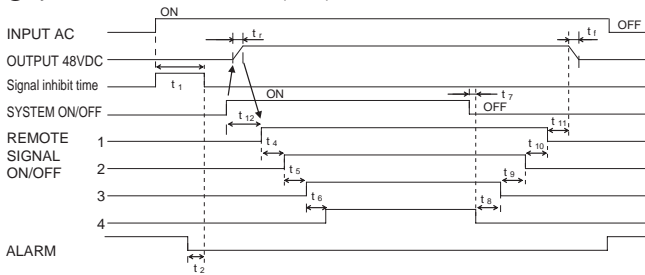 ON
INPUT AC
OFF
tr
tf
OUTPUT 48VDC
Signal inhibit time
t1
ON
t7
SYSTEM ON/OFF
OFF
t12
t11
REMOTE
SIGNAL
ON/OFF
1
t4
t10
2
t5
t9
3
t6
t8
4
ALARM
t2